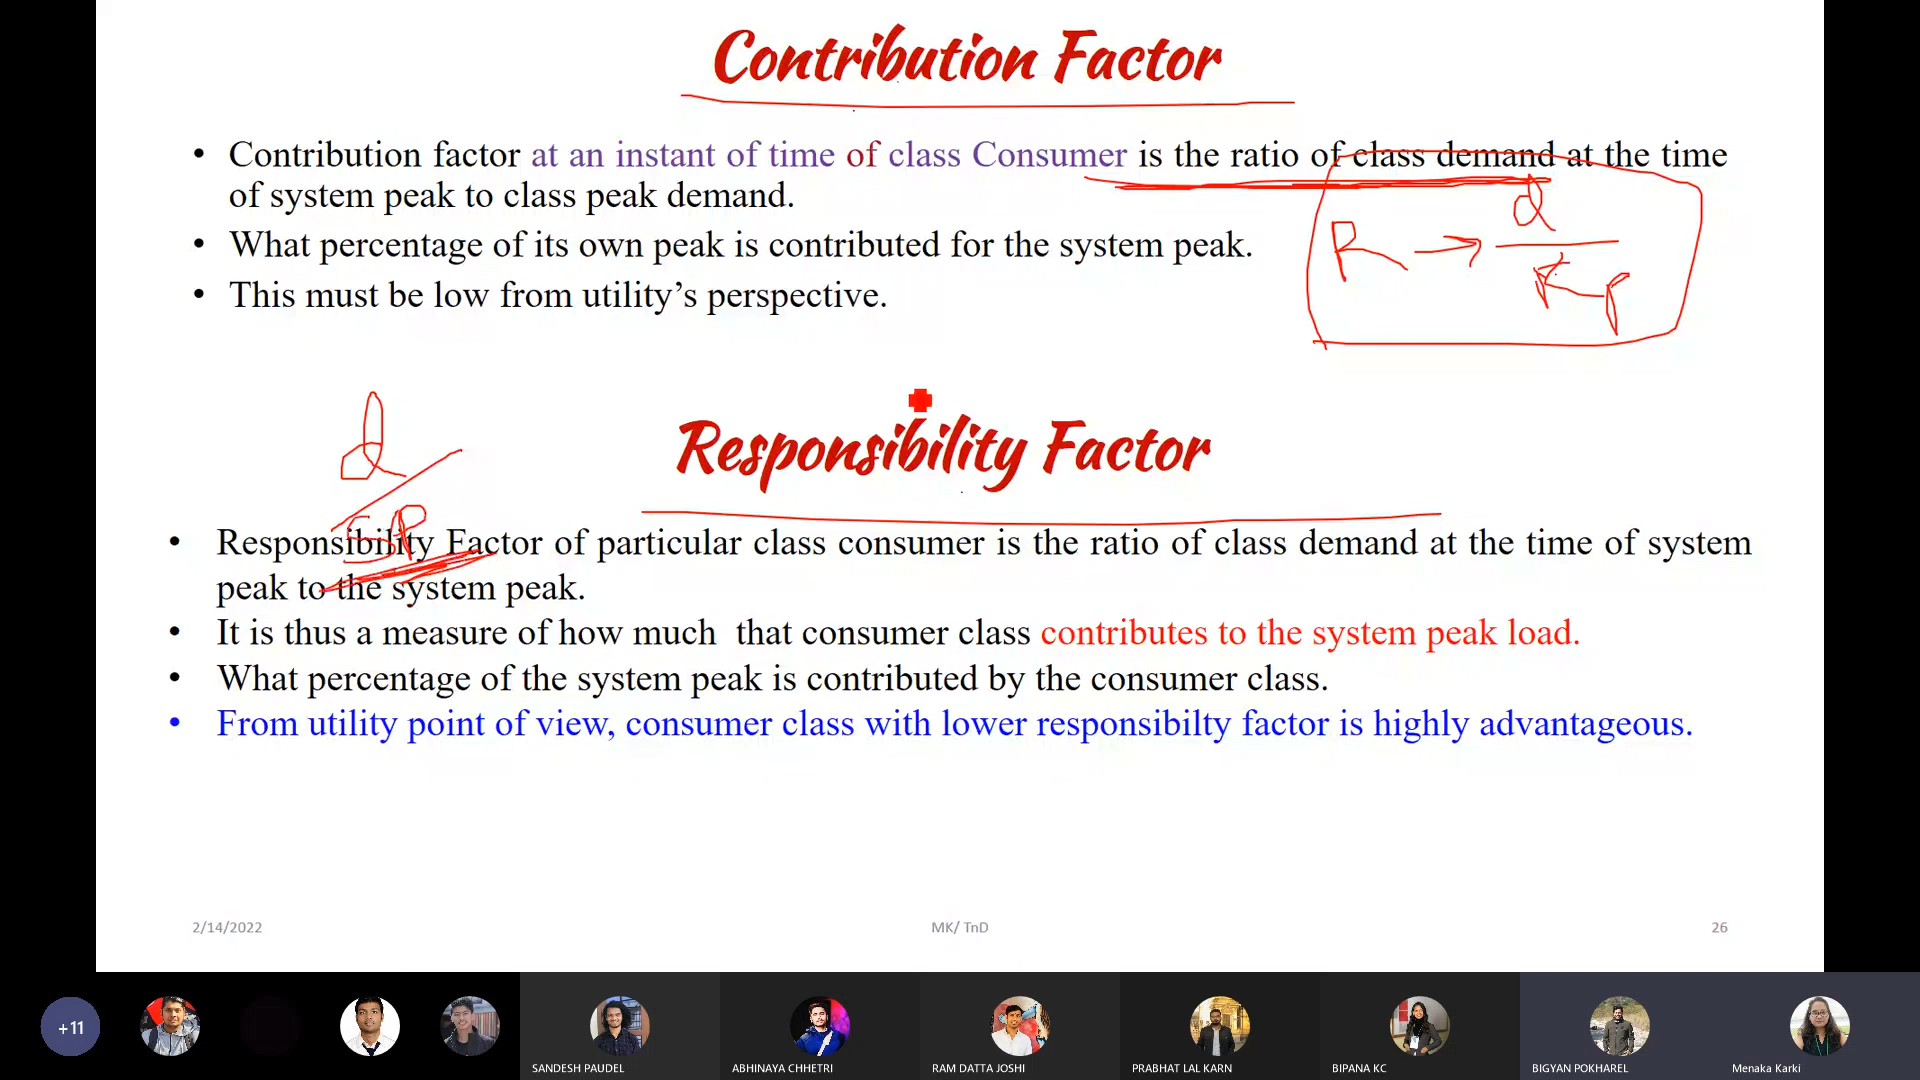 Contribution Factor
• Contribution factor at an instant of time of class Consumer is the ratio of class demand at the time
of system peak to class peak demand.
• What percentage of its own peak is contributed for the system peak.
• This must be low from utility’s perspective.
R → d
d
SP
Responsibility Factor
• Responsibility Factor of particular class consumer is the ratio of class demand at the time of system
peak to the system peak.
• It is thus a measure of how much that consumer class contributes to the system peak load.
• What percentage of the system peak is contributed by the consumer class.
• From utility point of view, consumer class with lower responsibilty factor is highly advantageous.
2/14/2022 MK/ TnD 26
+11
SANDESH PAUDEL ABHINAYA CHHETRI RAM DATTA JOSHI PRABHAT LAL KARN BIPANA KC BIGYAN POKHAREL Menaka Karki